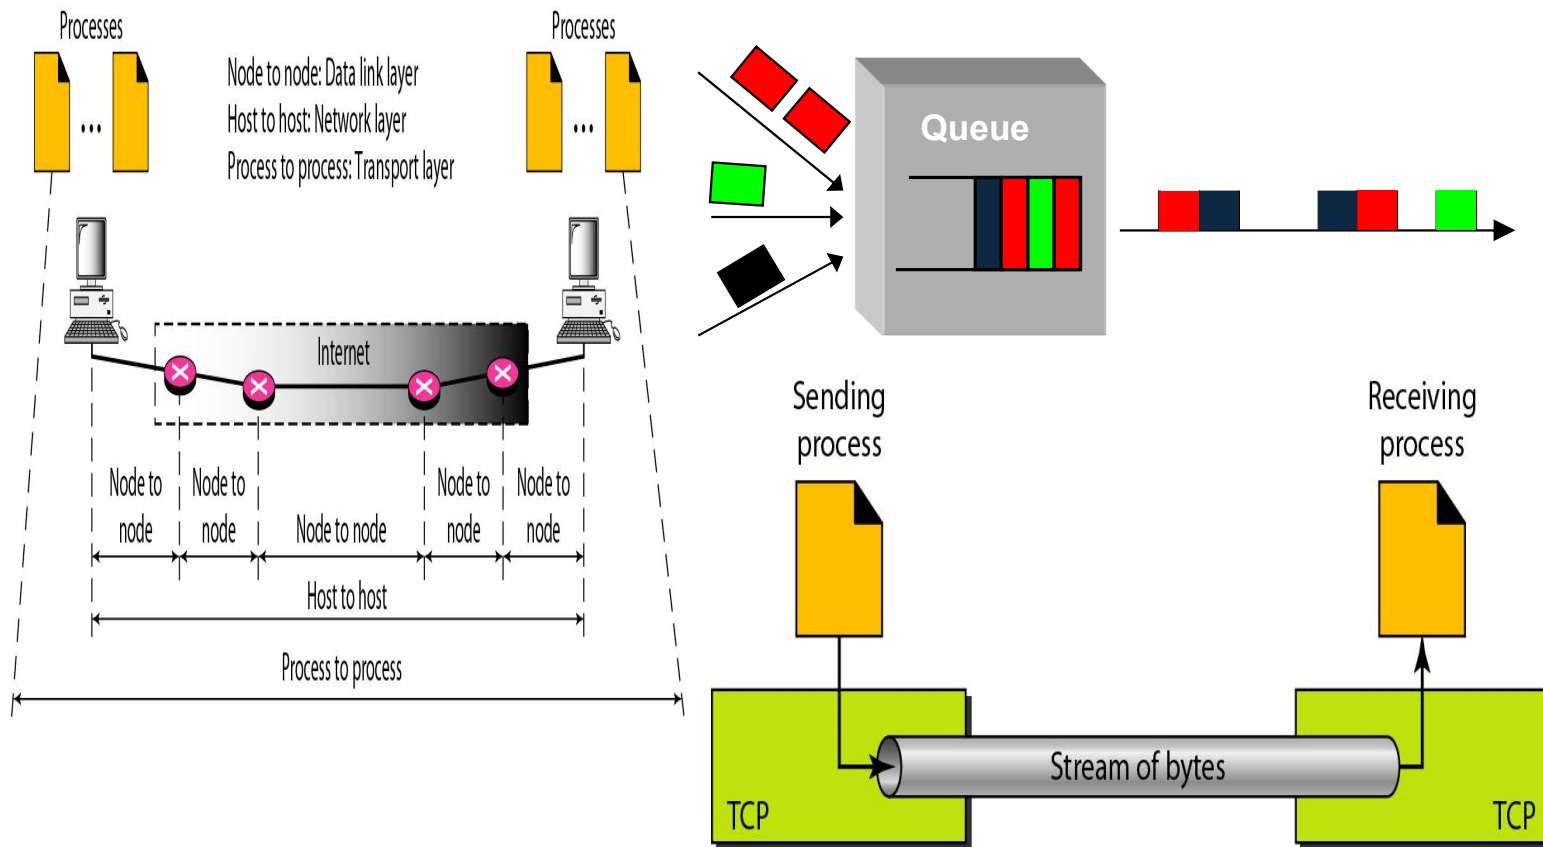 Processes
Processes
Node to node: Data link layer
Host to host: Network layer
Process to process: Transport layer
Internet
Node to
node
Node to
node
Node to node
Node to
node
Node to
node
Host to host
Process to process
Queue
Sending
process
Receiving
process
Stream of bytes
TCP
TCP